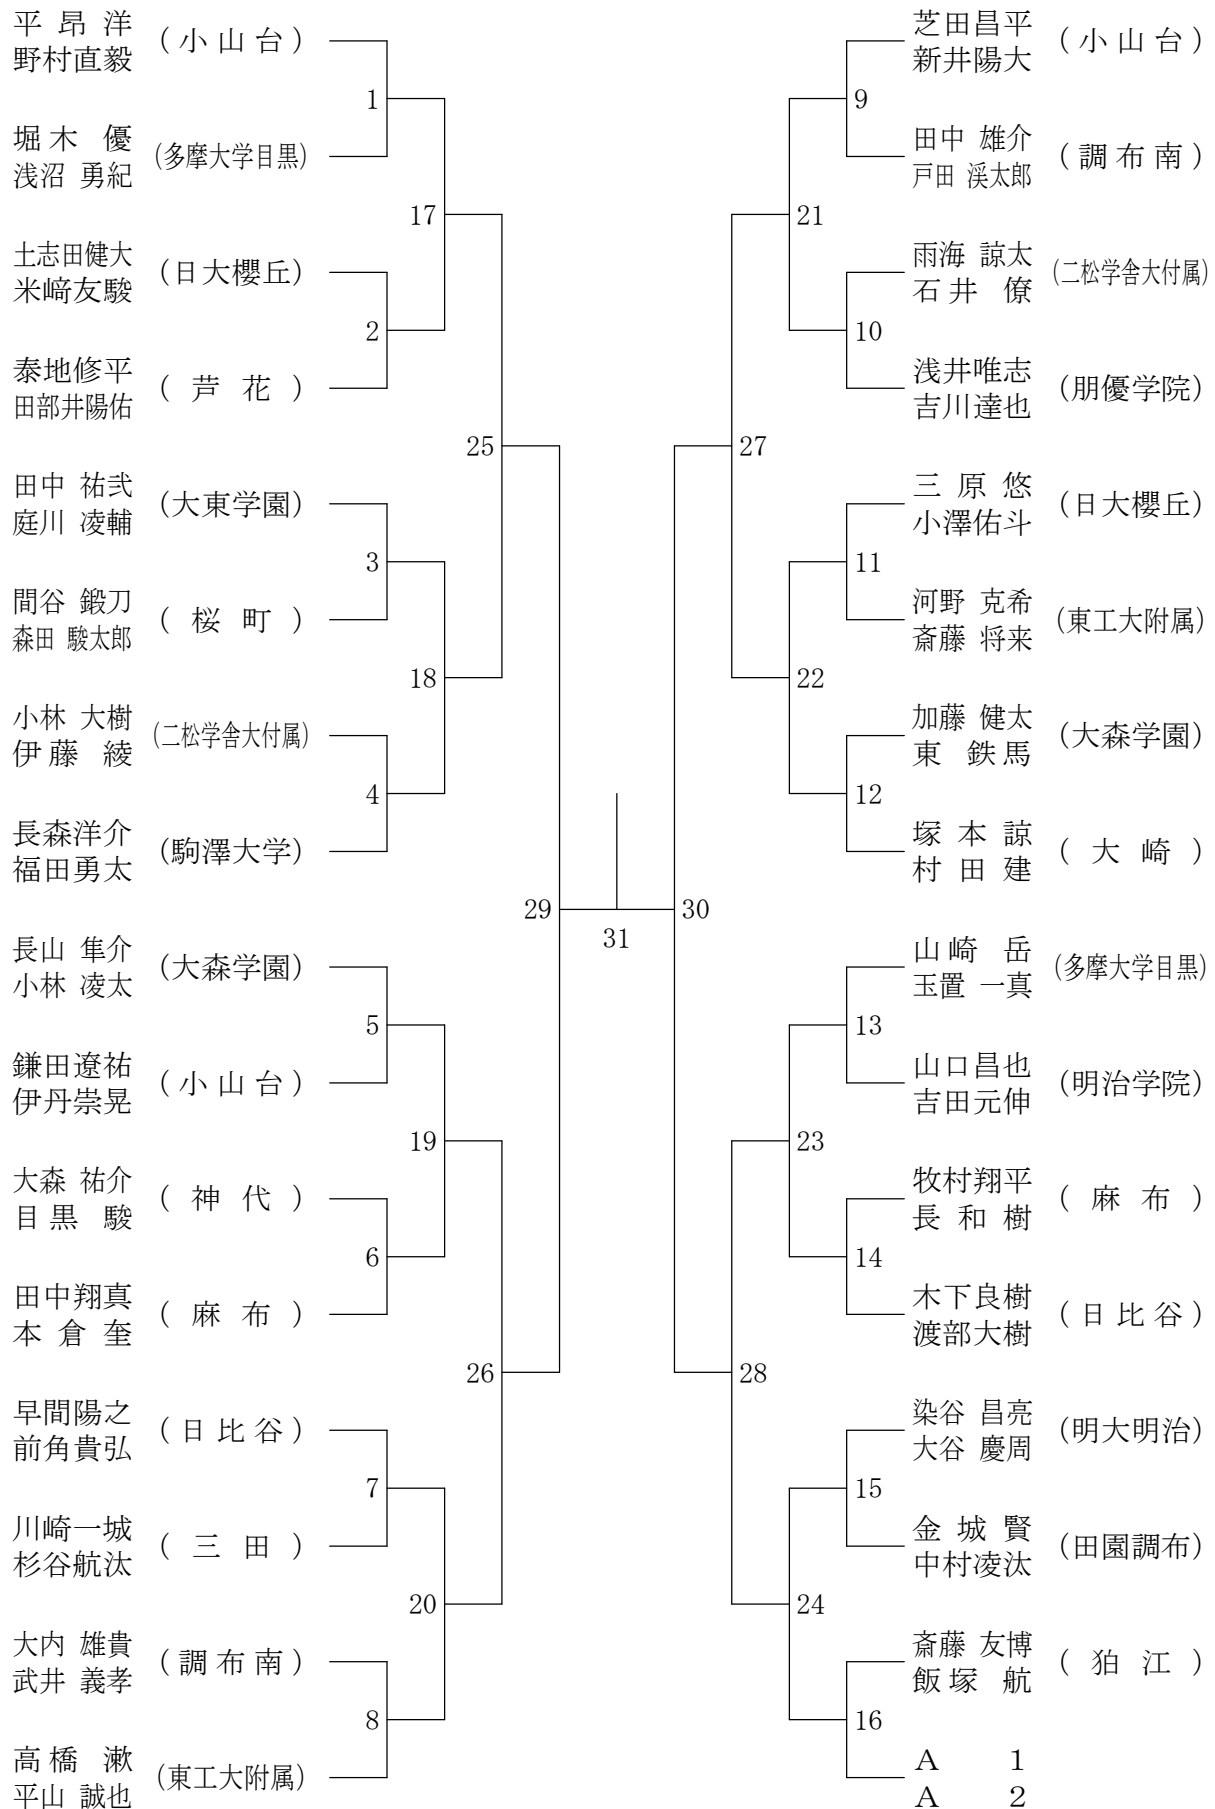 平昂洋
野村直毅
(小山台)
堀木優
浅沼 勇紀
(多摩大学目黒)
土志田健大
米﨑友駿
(日大櫻丘)
泰地修平
田部井陽佑
(芦花)
田中 祐弐
庭川 凌輔
(大東学園)
間谷 鍛刀
森田 駿太郎
(桜町)
小林 大樹
伊藤綾
(二松学舎大付属)
長森洋介
福田勇太
(駒澤大学)
長山 隼介
小林 凌太
(大森学園)
鎌田遼祐
伊丹崇晃
(小山台)
大森 祐介
目黒駿
(神代)
田中翔真
本倉奎
(麻布)
早間陽之
前角貴弘
(日比谷)
川崎一城
杉谷航汰
(三田)
大内 雄貴
武井 義孝
(調布南)
高橋漱
平山 誠也
(東工大附属)
1
2
3
4
5
6
7
8
17
18
19
20
25
26
29
31
30
27
28
21
22
23
24
9
10
11
12
13
14
15
16
芝田昌平
新井陽大
(小山台)
田中 雄介
戸田 渓太郎
(調布南)
雨海 諒太
石井僚
(二松学舎大付属)
浅井唯志
吉川達也
(朋優学院)
三原悠
小澤佑斗
(日大櫻丘)
河野 克希
斎藤 将来
(東工大附属)
加藤 健太
東鉄馬
(大森学園)
塚本諒
村田建
(大崎)
山崎岳
玉置 一真
(多摩大学目黒)
山口昌也
吉田元伸
(明治学院)
牧村翔平
長和樹
(麻布)
木下良樹
渡部大樹
(日比谷)
染谷 昌亮
大谷 慶周
(明大明治)
金城賢
中村凌汰
(田園調布)
斎藤 友博
飯塚航
(狛江)
A 1
A 2